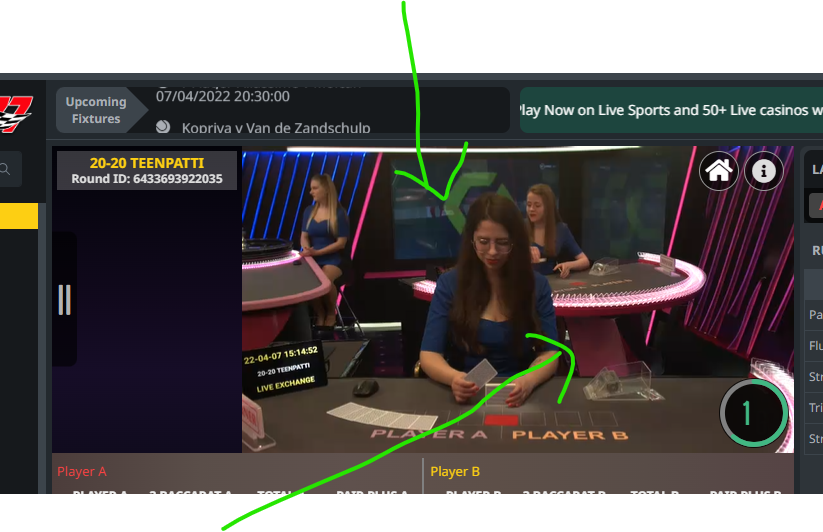 Upcoming
Fixtures
07/04/2022 20:30:00
Kopriva v Van de Zandschulp
Play Now on Live Sports and 50+ Live casinos w
20-20 TEENPATTI
Round ID: 6433693922035
22-04-07 15:14:52
20-20 TEENPATTI
LIVE EXCHANGE
1
PLAYER A | PLAYER B
Player A
Player B
PLAYER A
3 BACCARAT A
TOTAL A
PAIR PLUS A
PLAYER B
3 BACCARAT B
TOTAL B
PAIR PLUS B
LA
RU
Pa
Flu
Str
Tri
Str